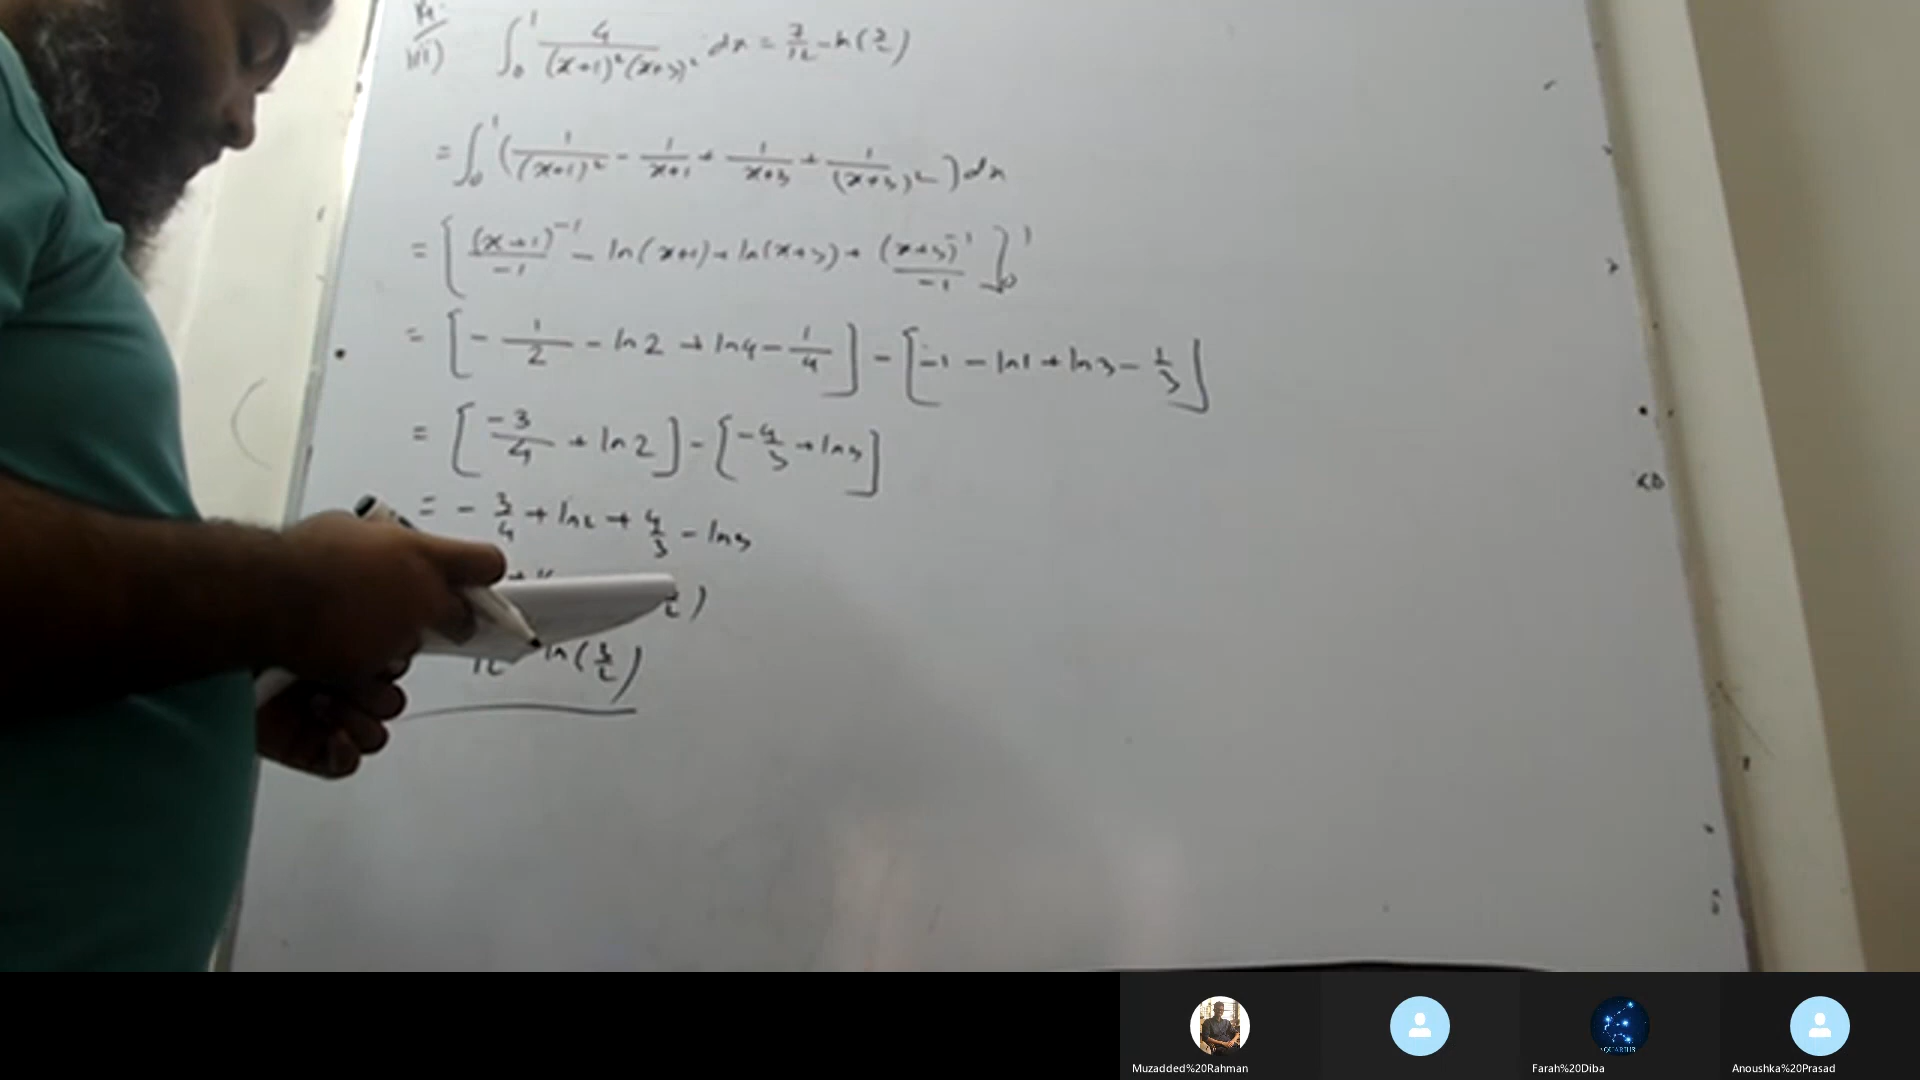 viii) ∫₀¹ 4/((x+1)²(x+3)²) dx = 7/12 - ln(3/2)
= ∫₀¹ (1/(x+1)² - 1/(x+1) + 1/(x+3) + 1/(x+3)²) dx
= [(x+1)⁻¹/-1 - ln(x+1) + ln(x+3) + (x+3)⁻¹/-1]₀¹
= [-1/2 - ln2 + ln4 - 1/4] - [-1 - ln1 + ln3 - 1/3]
= [-3/4 + ln2] - [-4/3 + ln3]
= -3/4 + ln2 + 4/3 - ln3
2)
12 ln(3/2)
Muzadded%20Rahman
Farah%20Diba
Anoushka%20Prasad